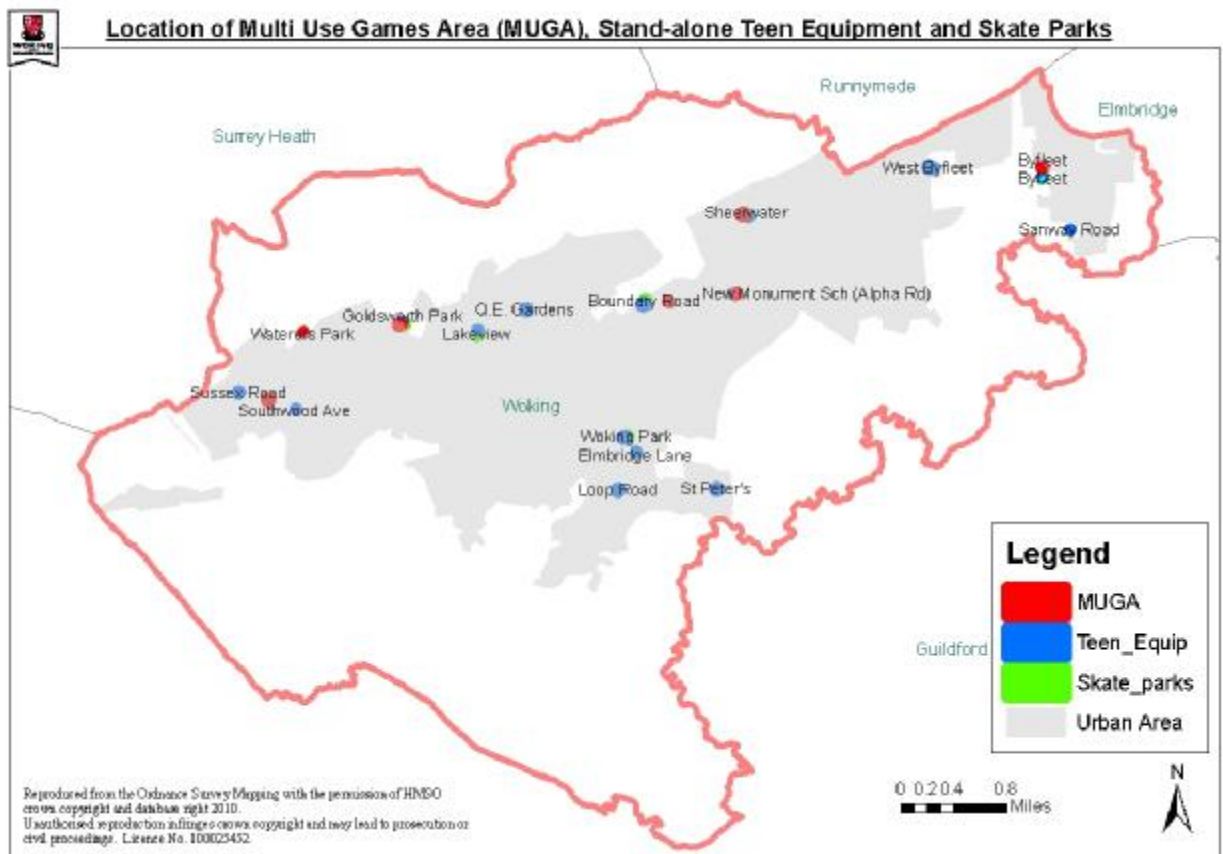 WOKING
Location of Multi Use Games Area (MUGA), Stand-alone Teen Equipment and Skate Parks
Runnymede
Elmbridge
Surrey Heath
West Byfleet
Byfleet
Byfleet
Sheerwater
Sanway Road
New Monument Sch (Alpha Rd)
Boundary Road
Q.E. Gardens
Goldsworth Park
Lakeview
Waterers Park
Sussex Road
Southwood Ave
Woking
Woking Park
Elmbridge Lane
Loop Road
St Peter's
Legend
MUGA
Teen_Equip
Skate_parks
Urban Area
Guildford
N
0 0.20.4 0.8
Miles
Reproduced from the Ordnance Survey Mapping with the permission of HMSO
crown copyright and database right 2010.
Unauthorised reproduction infringes crown copyright and may lead to prosecution or
civil proceedings. Licence No. 100025452.